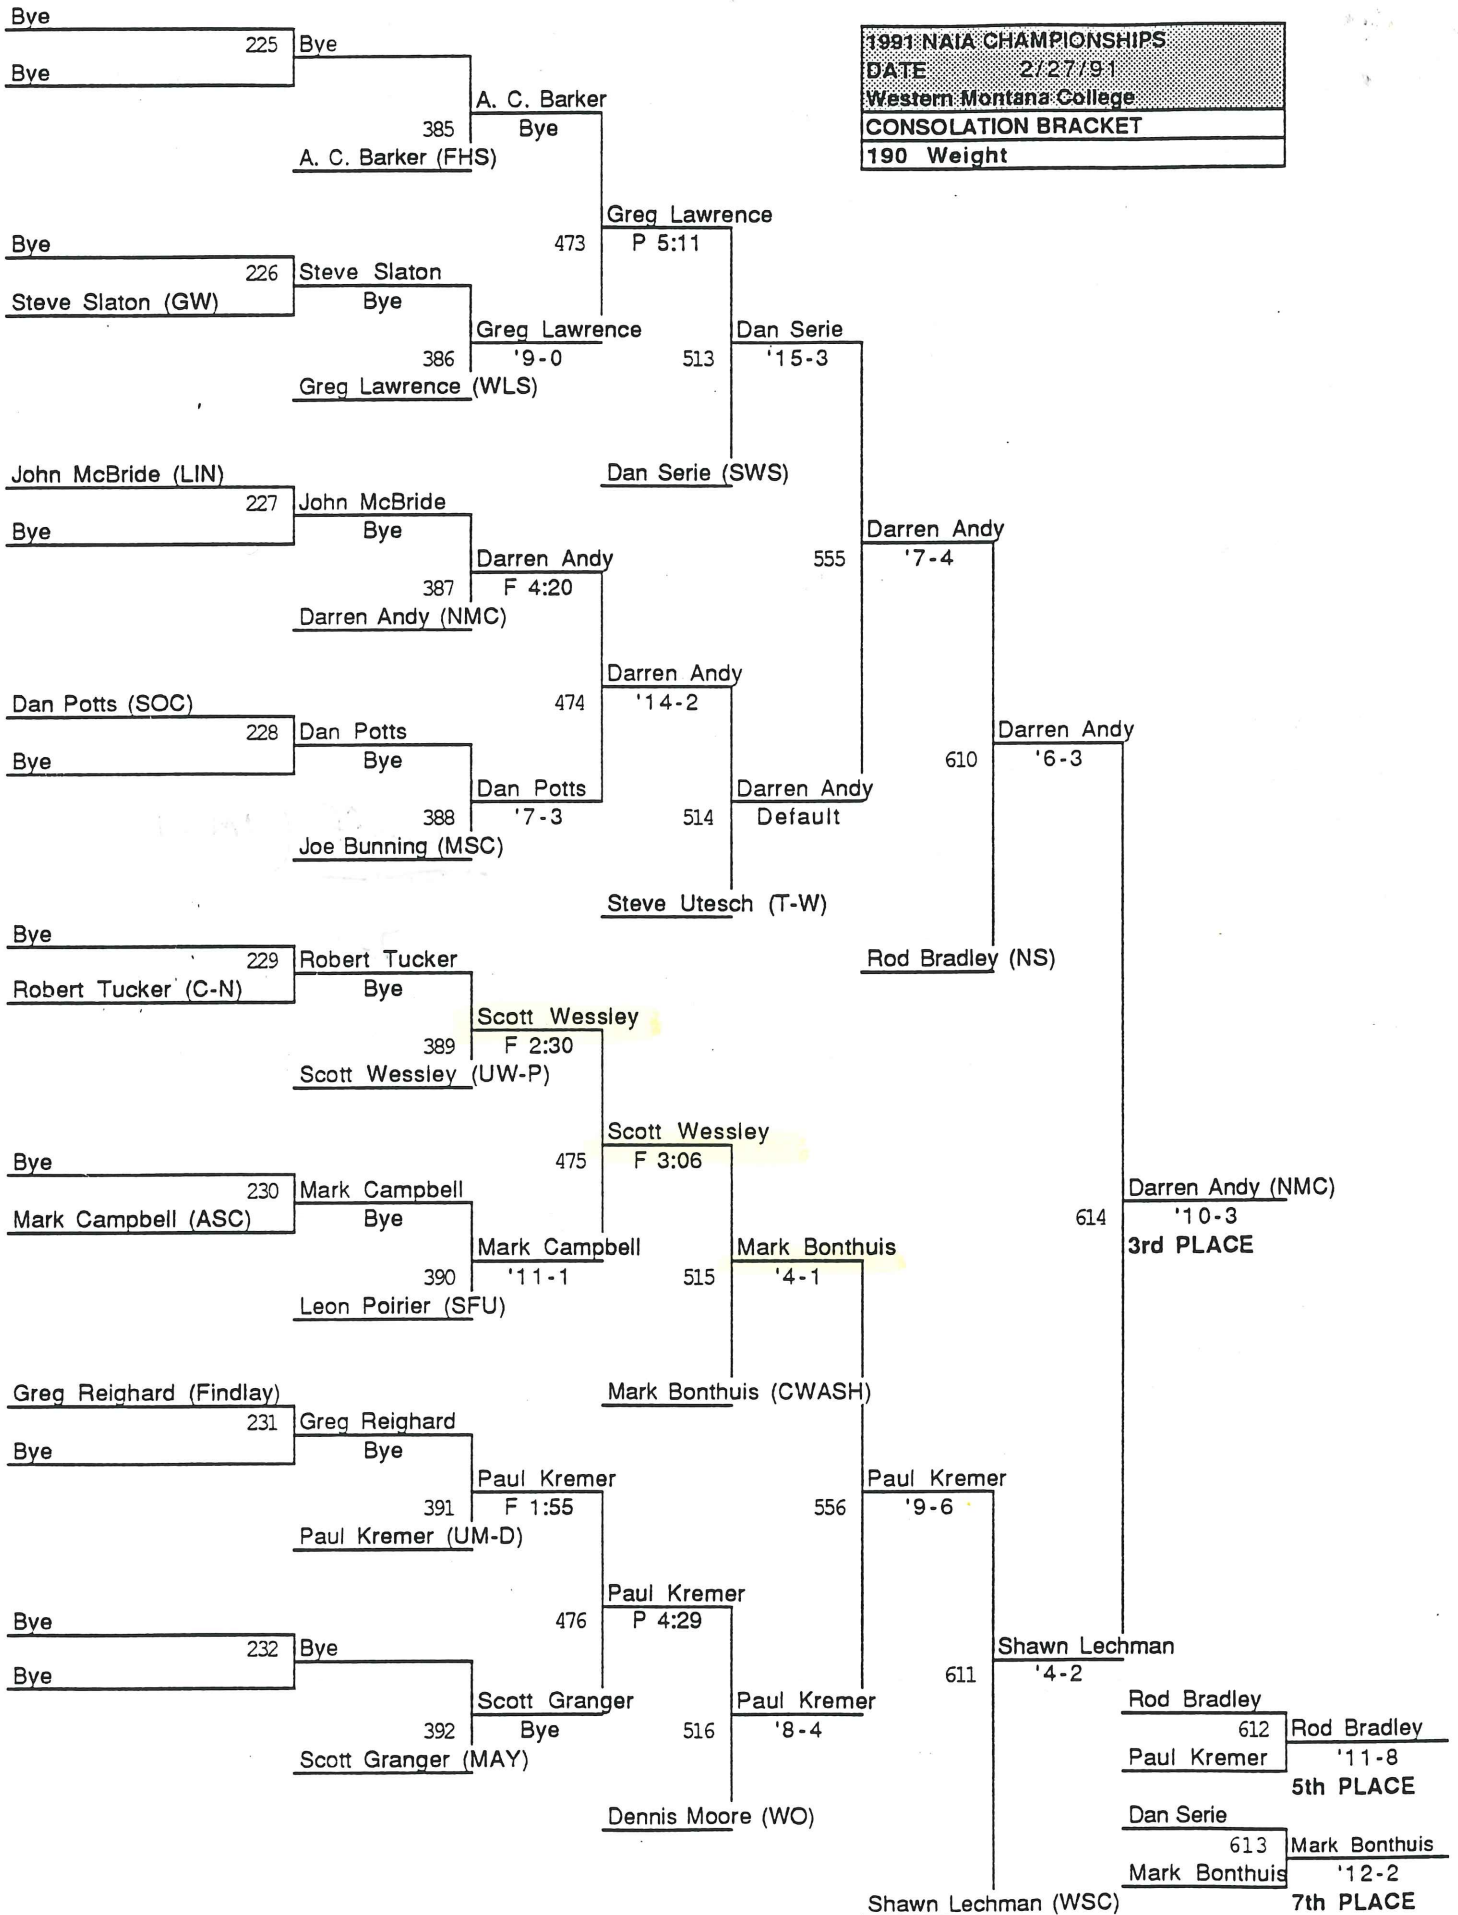 Bye
1991 NAIA CHAMPIONSHIPS
DATE 2/27/91
Western Montana College
CONSOLATION BRACKET
190 Weight
225 Bye
Bye
A. C. Barker
385 Bye
A. C. Barker (FHS)
Greg Lawrence
473 P 5:11
Bye
226 Steve Slaton
Steve Slaton (GW) Bye
Greg Lawrence
386 '9-0
Greg Lawrence (WLS)
Dan Serie
513 '15-3
Dan Serie (SWS)
John McBride (LIN)
227 John McBride
Bye Bye
Darren Andy
387 F 4:20
Darren Andy (NMC)
Darren Andy
555 '7-4
Darren Andy
474 '14-2
Dan Potts (SOC)
228 Dan Potts
Bye Bye
Dan Potts
388 '7-3
Joe Bunning (MSC)
Darren Andy
514 Default
Steve Utesch (T-W)
Darren Andy
610 '6-3
Rod Bradley (NS)
Bye
229 Robert Tucker
Robert Tucker (C-N) Bye
Scott Wessley
389 F 2:30
Scott Wessley (UW-P)
Scott Wessley
475 F 3:06
Bye
230 Mark Campbell
Mark Campbell (ASC) Bye
Mark Campbell
390 '11-1
Leon Poirier (SFU)
Mark Bonthuis
515 '4-1
Mark Bonthuis (CWASH)
Darren Andy (NMC)
614 '10-3
3rd PLACE
Greg Reighard (Findlay)
231 Greg Reighard
Bye Bye
Paul Kremer
391 F 1:55
Paul Kremer (UM-D)
Paul Kremer
556 '9-6
Paul Kremer
476 P 4:29
Bye
232 Bye
Bye
Scott Granger
392 Bye
Scott Granger (MAY)
Paul Kremer
516 '8-4
Dennis Moore (WO)
Shawn Lechman
611 '4-2
Shawn Lechman (WSC)
Rod Bradley
612 Rod Bradley
Paul Kremer '11-8
5th PLACE
Dan Serie
613 Mark Bonthuis
Mark Bonthuis '12-2
7th PLACE